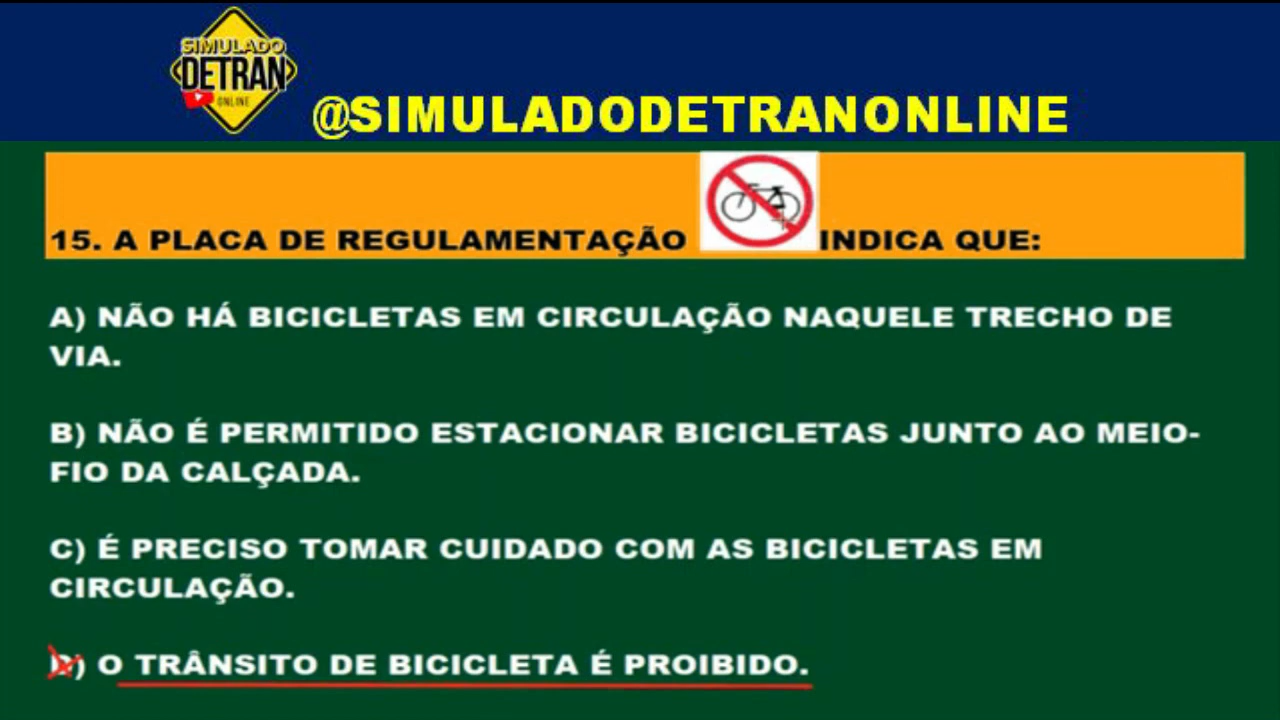 SIMULADO
DETRAN
ONLINE
@SIMULADODETRANONLINE
15. A PLACA DE REGULAMENTAÇÃO INDICA QUE:
A) NÃO HÁ BICICLETAS EM CIRCULAÇÃO NAQUELE TRECHO DE
VIA.
B) NÃO É PERMITIDO ESTACIONAR BICICLETAS JUNTO AO MEIO-
FIO DA CALÇADA.
C) É PRECISO TOMAR CUIDADO COM AS BICICLETAS EM
CIRCULAÇÃO.
D) O TRÂNSITO DE BICICLETA É PROIBIDO.